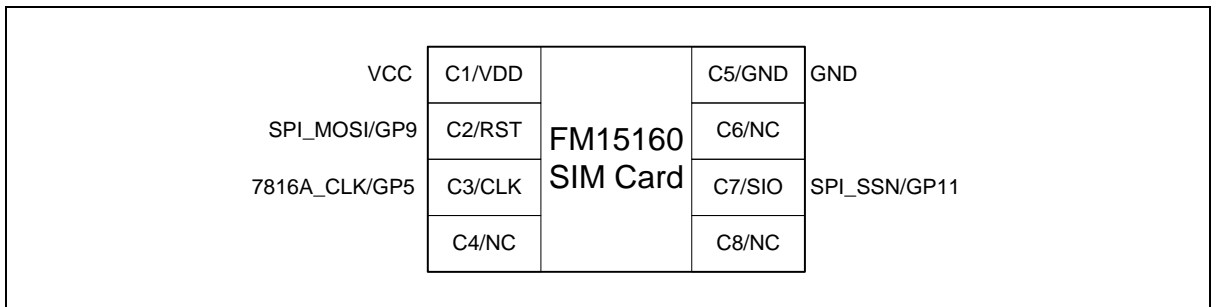 VCC C1/VDD C5/GND GND
SPI_MOSI/GP9 C2/RST C6/NC
FM15160
SIM Card
7816A_CLK/GP5 C3/CLK C7/SIO SPI_SSN/GP11
C4/NC C8/NC